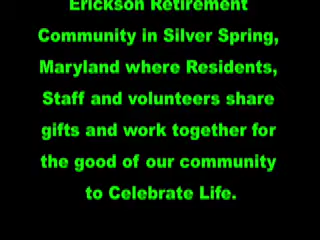 Erickson Retirement
Community in Silver Spring,
Maryland where Residents,
Staff and volunteers share
gifts and work together for
the good of our community
to Celebrate Life.